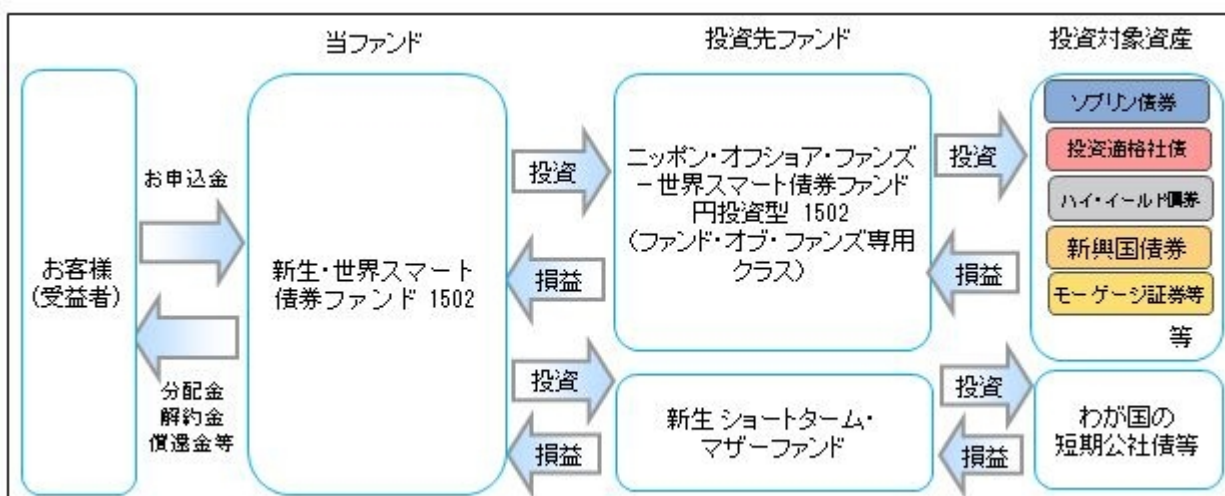 当ファンド
投資先ファンド
投資対象資産
お客様
(受益者)
お申込金
分配金
解約金
償還金等
新生・世界スマート
債券ファンド 1502
投資
損益
投資
損益
ニッポン・オフショア・ファンズ
－世界スマート債券ファンド
円投資型 1502
(ファンド・オブ・ファンズ専用
クラス)
新生 ショートターム・
マザーファンド
投資
損益
投資
損益
ソブリン債券
投資適格社債
ハイ・イールド債券
新興国債券
モーゲージ証券等
等
わが国の
短期公社債等